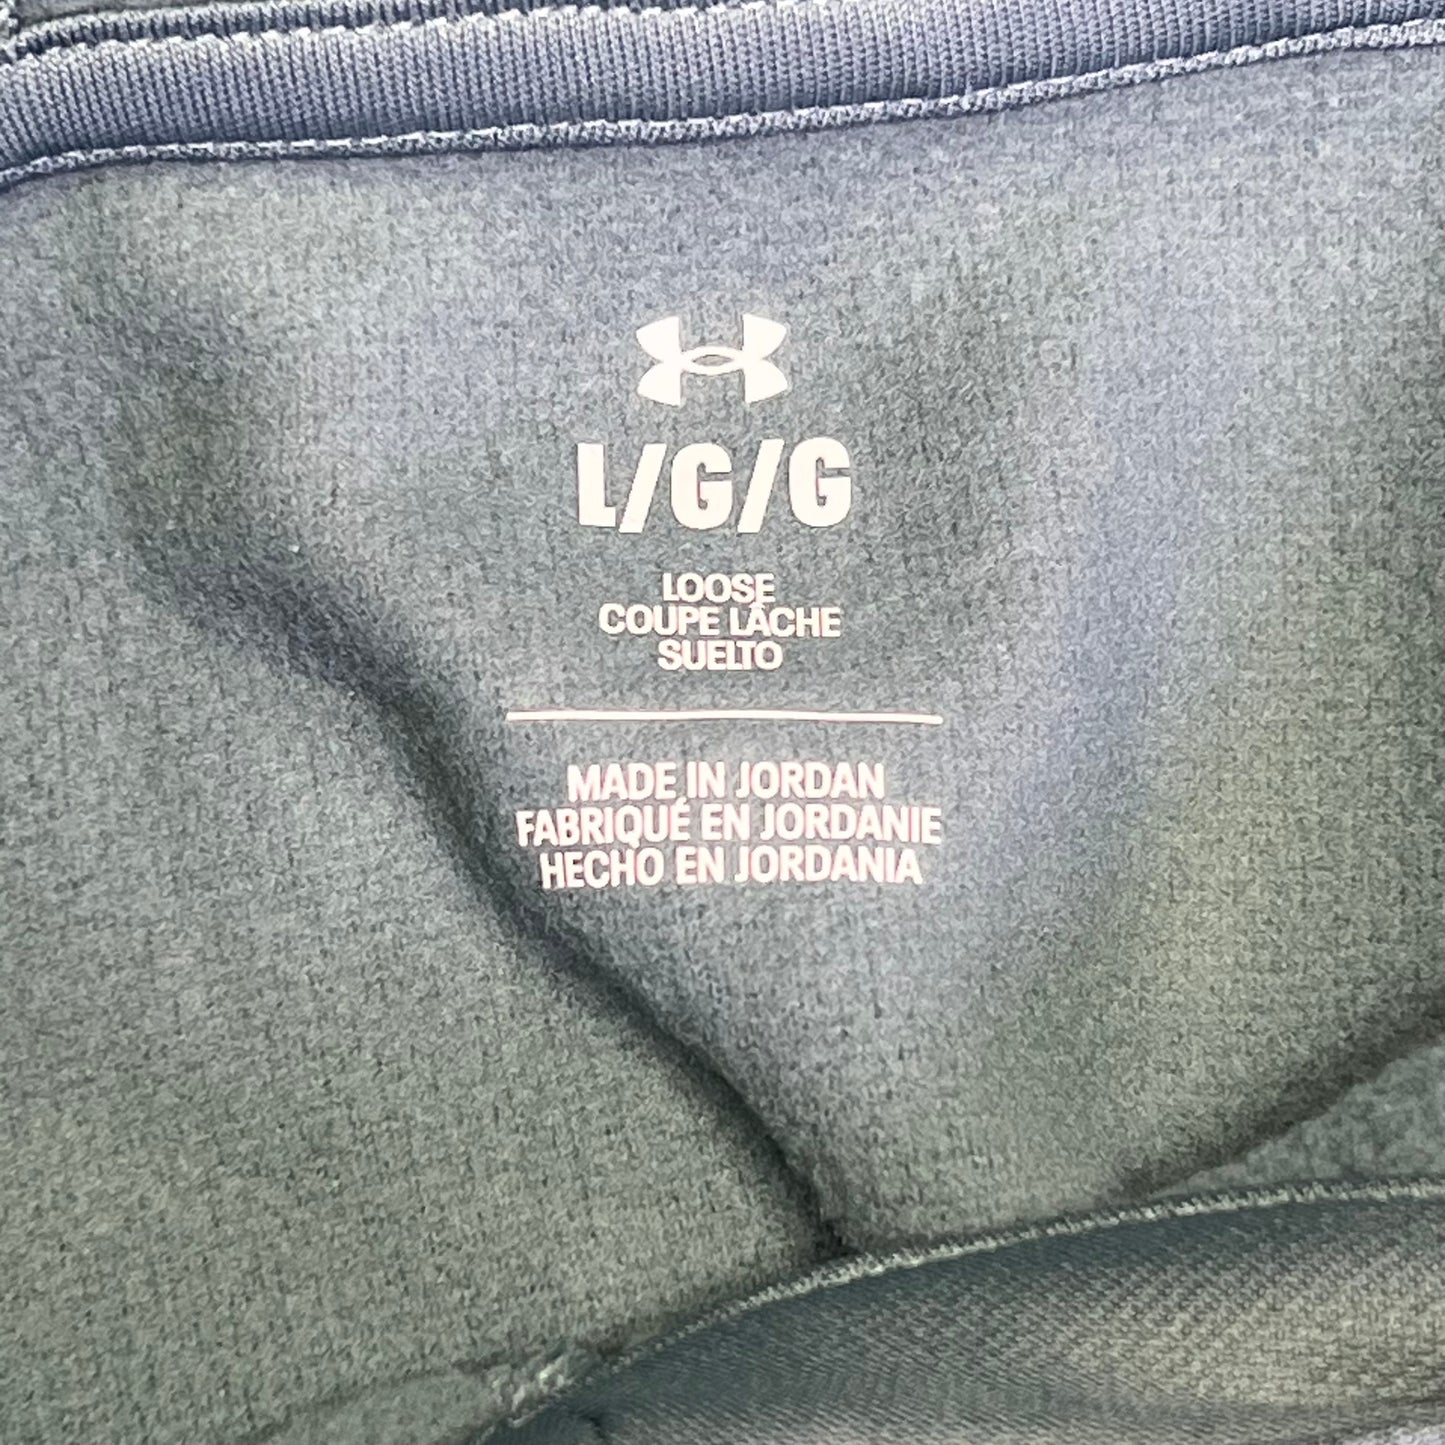 L/G/G
LOOSE
COUPE LÂCHE
SUELTO
MADE IN JORDAN
FABRIQUÉ EN JORDANIE
HECHO EN JORDANIA